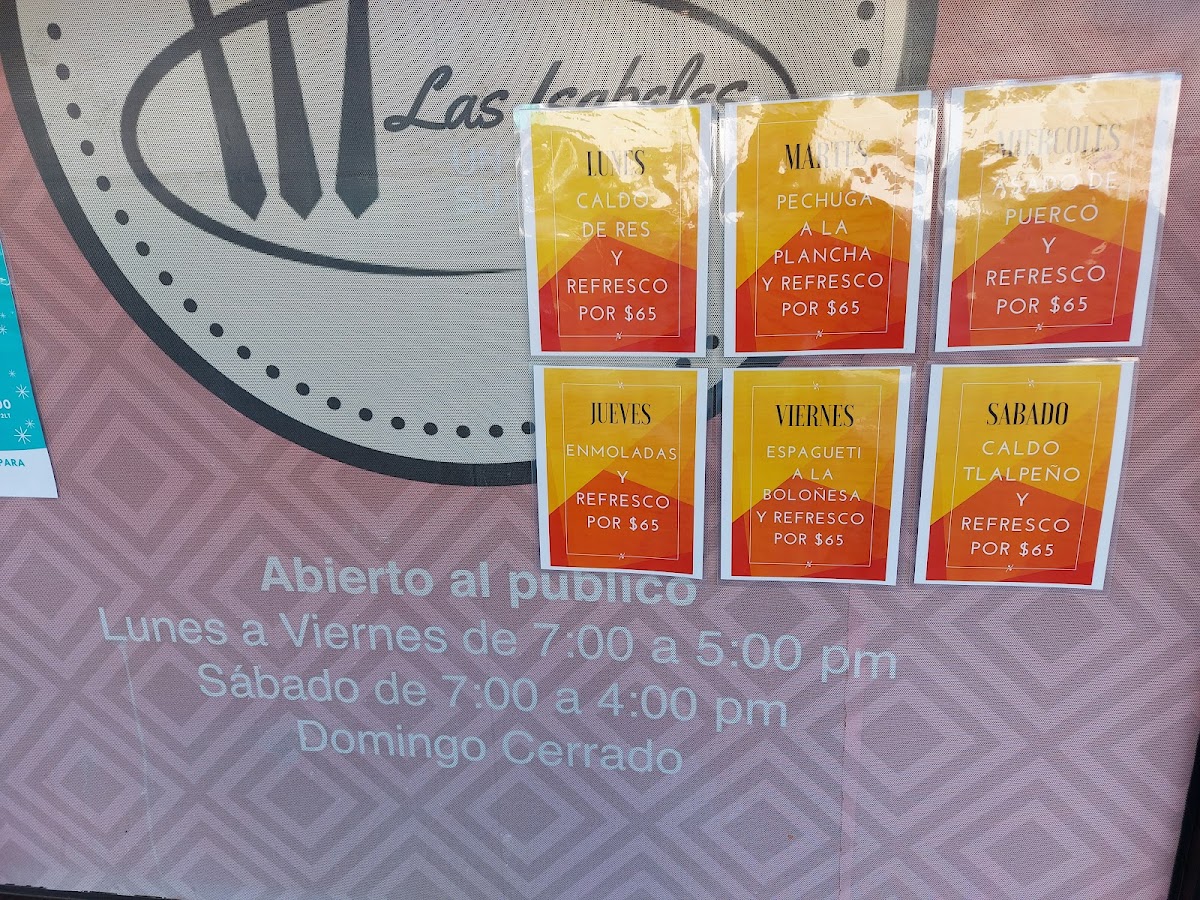 Las Isabeles
LUNES
CALDO
DE RES
Y
REFRESCO
POR $65
MARTES
PECHUGA
A LA
PLANCHA
Y REFRESCO
POR $65
MIERCOLES
ASADO DE
PUERCO
Y
REFRESCO
POR $65
JUEVES
ENMOLADAS
Y
REFRESCO
POR $65
VIERNES
ESPAGUETI
A LA
BOLOÑESA
Y REFRESCO
POR $65
SABADO
CALDO
TLALPEÑO
Y
REFRESCO
POR $65
PARA
Abierto al público
Lunes a Viernes de 7:00 a 5:00 pm
Sábado de 7:00 a 4:00 pm
Domingo Cerrado